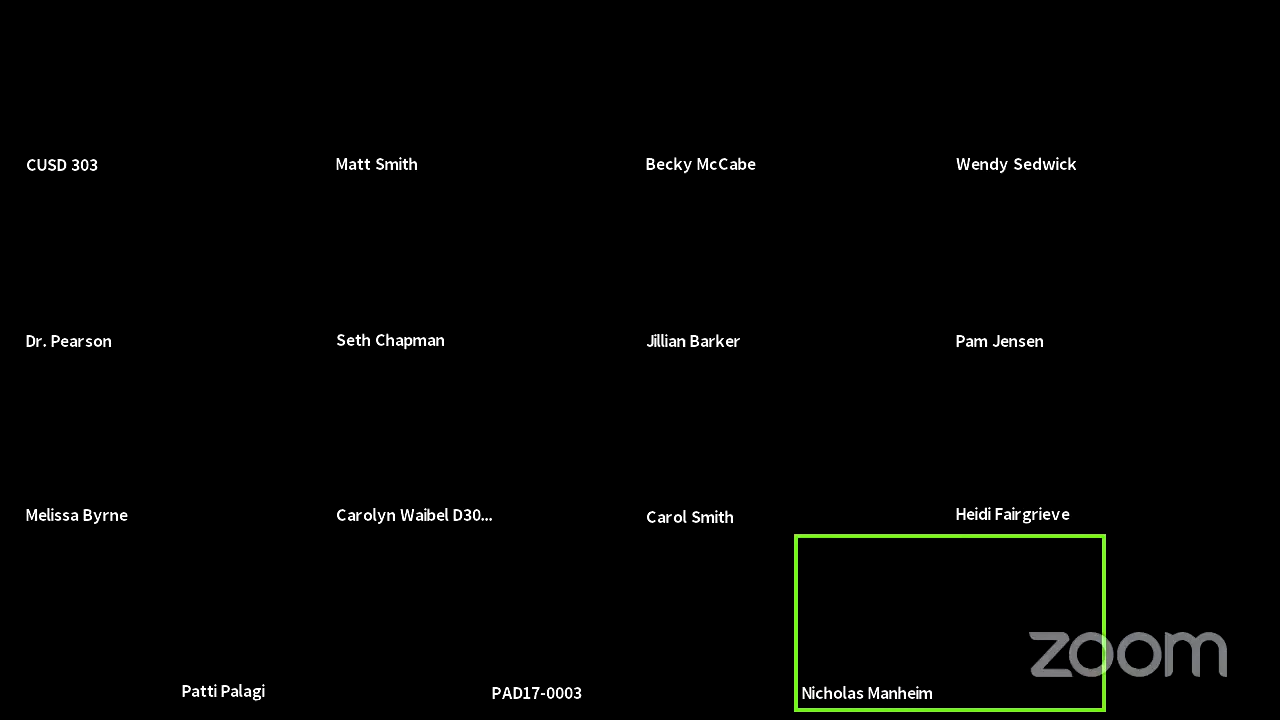 CUSD 303
Matt Smith
Becky McCabe
Wendy Sedwick
Dr. Pearson
Seth Chapman
Jillian Barker
Pam Jensen
Melissa Byrne
Carolyn Waibel D30...
Carol Smith
Heidi Fairgrieve
Patti Palagi
PAD17-0003
Nicholas Manheim
zoom